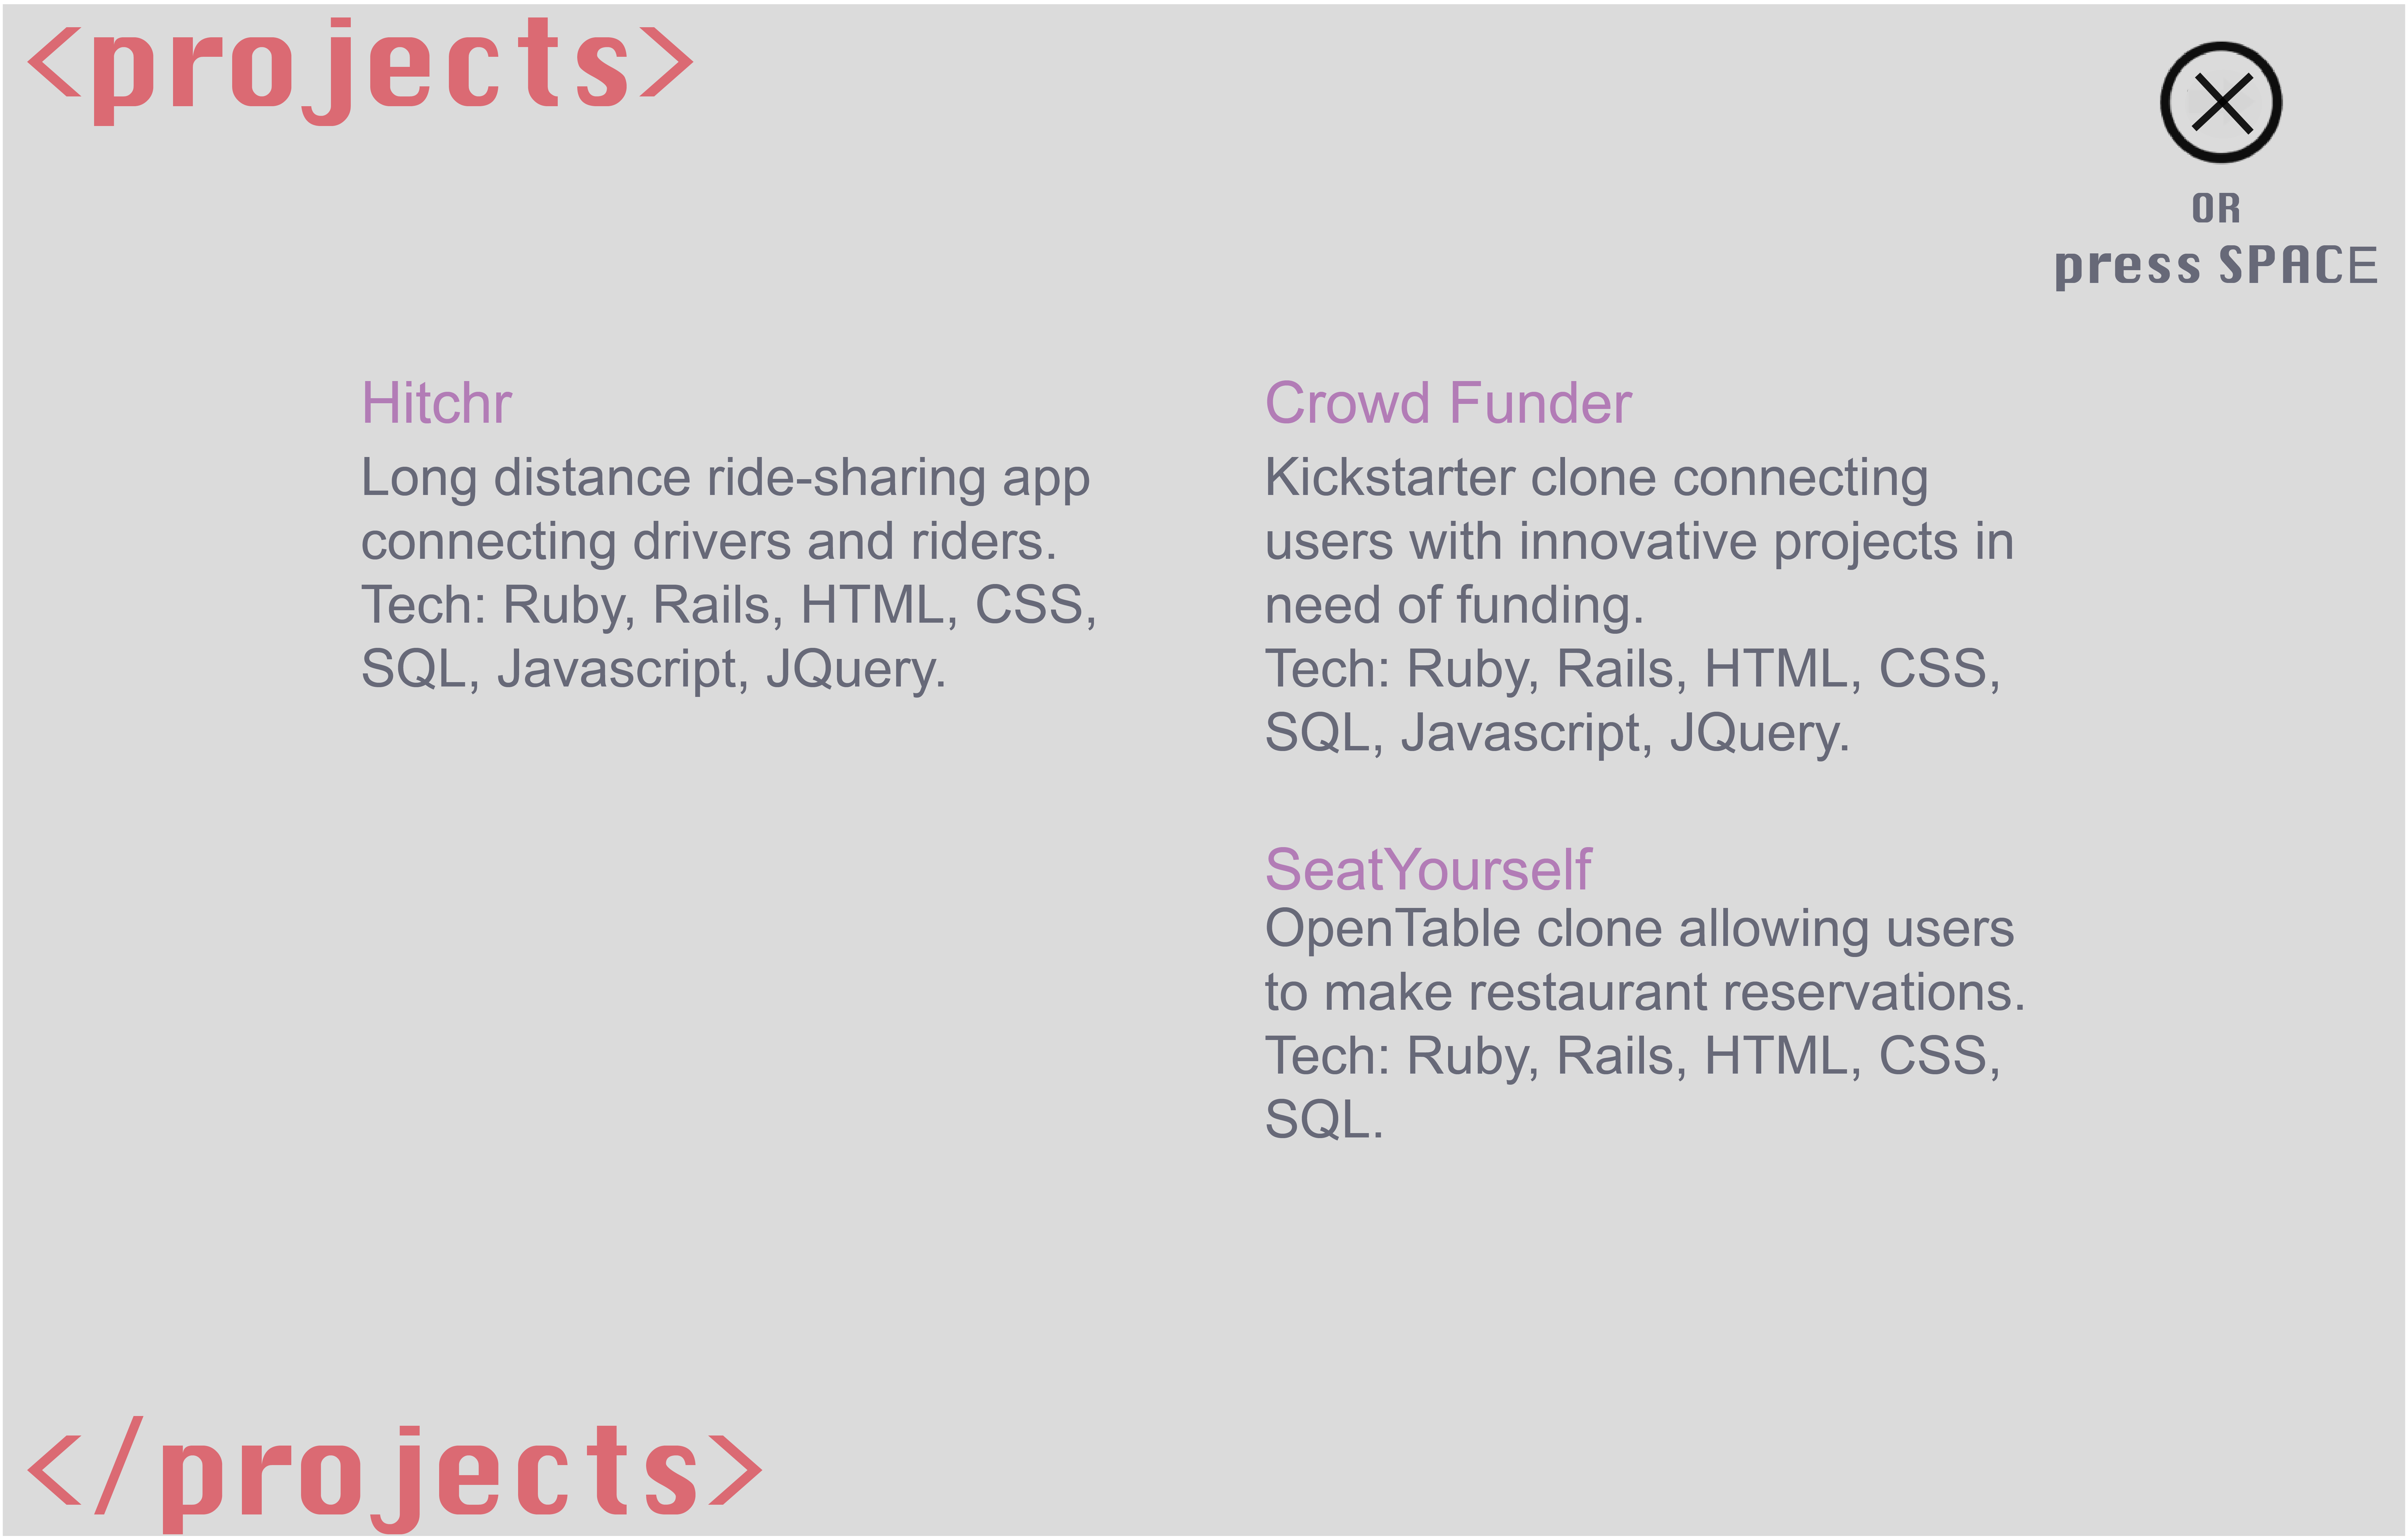 <projects>
OR
press SPACE
Hitchr
Long distance ride-sharing app
connecting drivers and riders.
Tech: Ruby, Rails, HTML, CSS,
SQL, Javascript, JQuery.
Crowd Funder
Kickstarter clone connecting
users with innovative projects in
need of funding.
Tech: Ruby, Rails, HTML, CSS,
SQL, Javascript, JQuery.
SeatYourself
OpenTable clone allowing users
to make restaurant reservations.
Tech: Ruby, Rails, HTML, CSS,
SQL.
</projects>